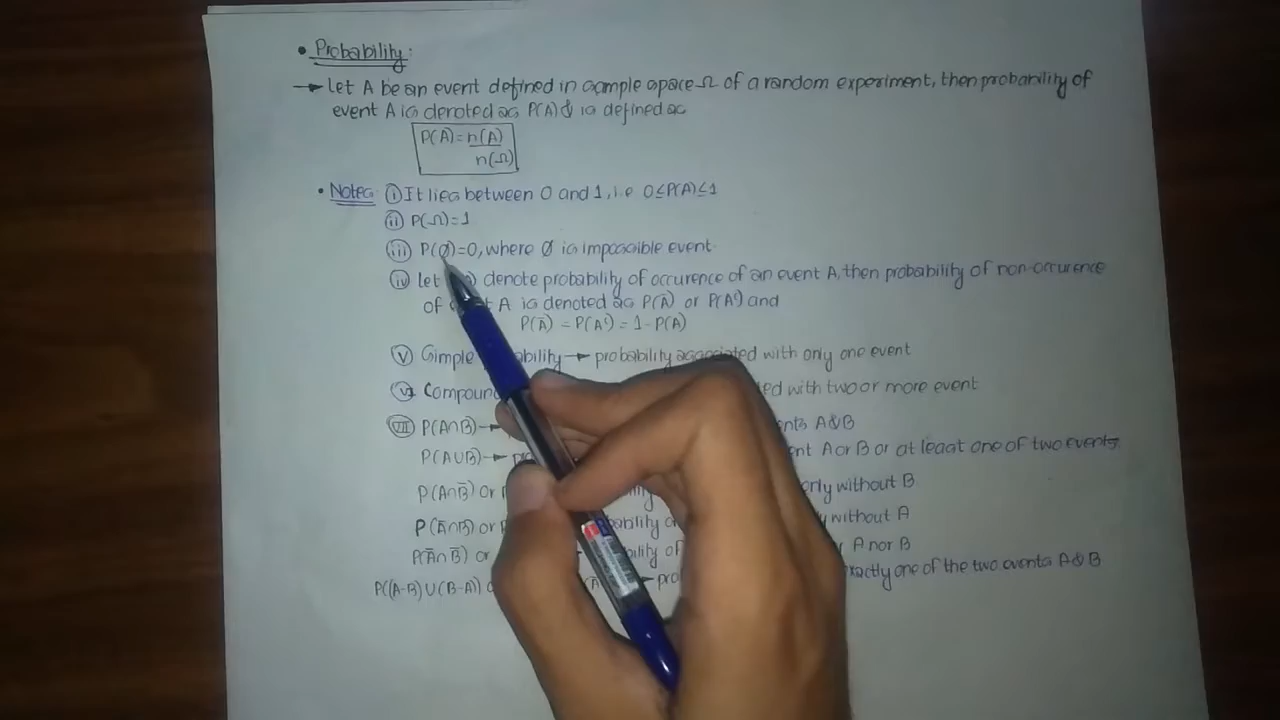 • Probability:
→ Let A be an event defined in sample space Ω of a random experiment, then probability of
event A is denoted as P(A) & is defined as
P(A) = n(A)
n(Ω)
• Notes: (i) It lies between 0 and 1, i.e 0≤P(A)≤1
(ii) P(Ω)=1
(iii) P(Ø)=0, where Ø is impossible event
(iv) Let denote probability of occurence of an event A, then probability of non-occurence
of A is denoted as P(Ā) or P(A') and
P(Ā) = P(A') = 1-P(A)
(V) Simple → probability associated with only one event
(VI) Compoun ed with two or more event
(VII) P(A∩B) → A&B
P(A∪B) → A or B or at least one of two events.
P(A∩B̄) or only without B
P(Ā∩B) or ability without A
P(Ā∩B̄) or bility of A nor B
P((A-B)∪(B-A)) → exactly one of the two events A&B